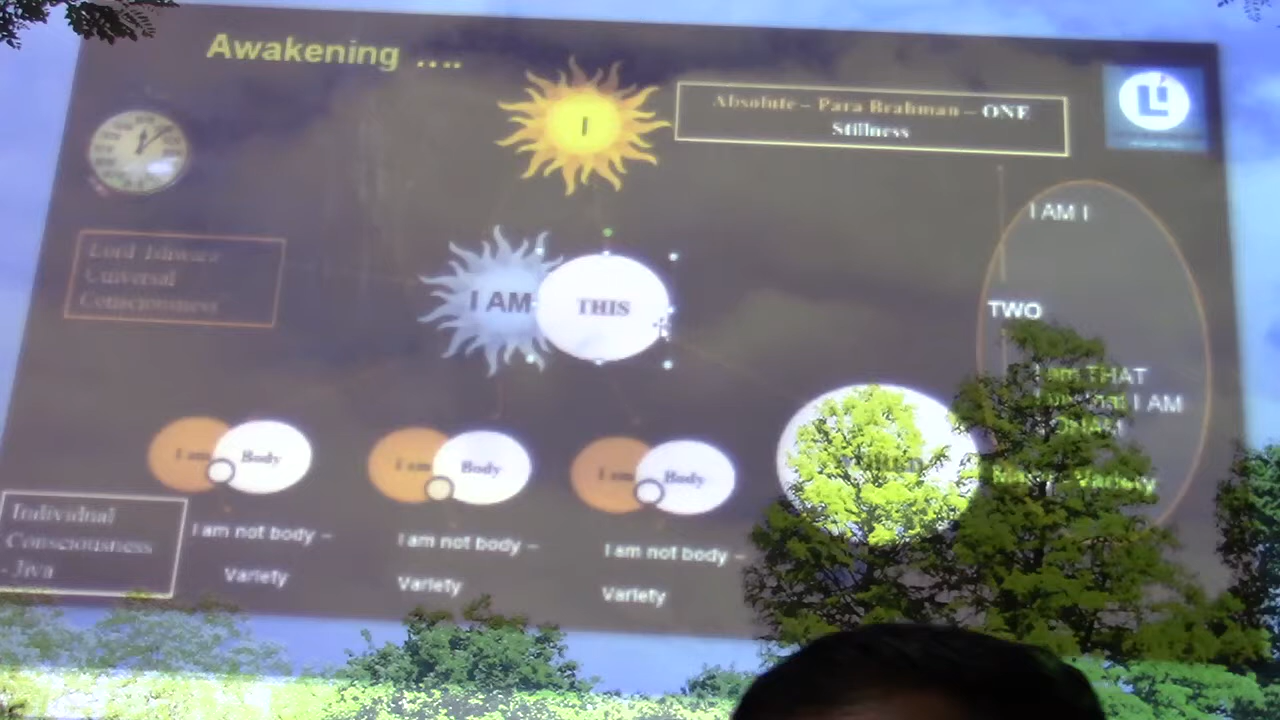 Awakening ....
I
Absolute – Para Brahman – ONE
Stillness
I AM I
Lord Ishwara
Universal
Consciousness
I AM
THIS
TWO
I am THAT
I AM
I am
Body
I am
Body
I am
Body
Variety
Individual
Consciousness
- Jiva
I am not body –
Variety
I am not body –
Variety
I am not body –
Variety